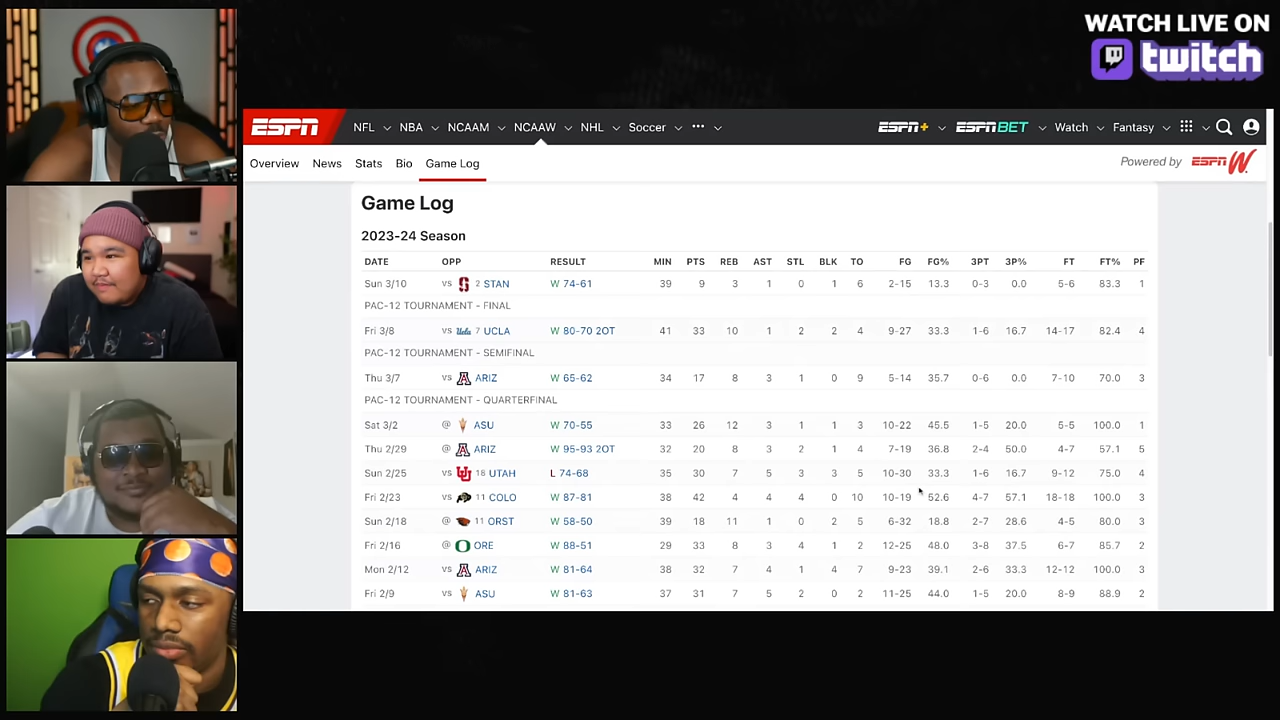 WATCH LIVE ON
twitch
ESPN NFL NBA NCAAM NCAAW NHL Soccer ESPN+ ESPN BET Watch Fantasy
Overview News Stats Bio Game Log Powered by ESPN W
Game Log
2023-24 Season
DATE OPP RESULT MIN PTS REB AST STL BLK TO FG FG% 3PT 3P% FT FT% PF
Sun 3/10 vs 2 STAN W 74-61 39 9 3 1 0 1 6 2-15 13.3 0-3 0.0 5-6 83.3 1
PAC-12 TOURNAMENT - FINAL
Fri 3/8 vs Ucla 7 UCLA W 80-70 2OT 41 33 10 1 2 2 4 9-27 33.3 1-6 16.7 14-17 82.4 4
PAC-12 TOURNAMENT - SEMIFINAL
Thu 3/7 vs A ARIZ W 65-62 34 17 8 3 1 0 9 5-14 35.7 0-6 0.0 7-10 70.0 3
PAC-12 TOURNAMENT - QUARTERFINAL
Sat 3/2 @ ASU W 70-55 33 26 12 3 1 1 3 10-22 45.5 1-5 20.0 5-5 100.0 1
Thu 2/29 @ A ARIZ W 95-93 2OT 32 20 8 3 2 1 4 7-19 36.8 2-4 50.0 4-7 57.1 5
Sun 2/25 vs U 18 UTAH L 74-68 35 30 7 5 3 3 5 10-30 33.3 1-6 16.7 9-12 75.0 4
Fri 2/23 vs 11 COLO W 87-81 38 42 4 4 4 0 10 10-19 52.6 4-7 57.1 18-18 100.0 3
Sun 2/18 @ 11 ORST W 58-50 39 18 11 1 0 2 5 6-32 18.8 2-7 28.6 4-5 80.0 3
Fri 2/16 @ O ORE W 88-51 29 33 8 3 4 1 2 12-25 48.0 3-8 37.5 6-7 85.7 2
Mon 2/12 vs A ARIZ W 81-64 38 32 7 4 1 4 7 9-23 39.1 2-6 33.3 12-12 100.0 3
Fri 2/9 vs ASU W 81-63 37 31 7 5 2 0 2 11-25 44.0 1-5 20.0 8-9 88.9 2